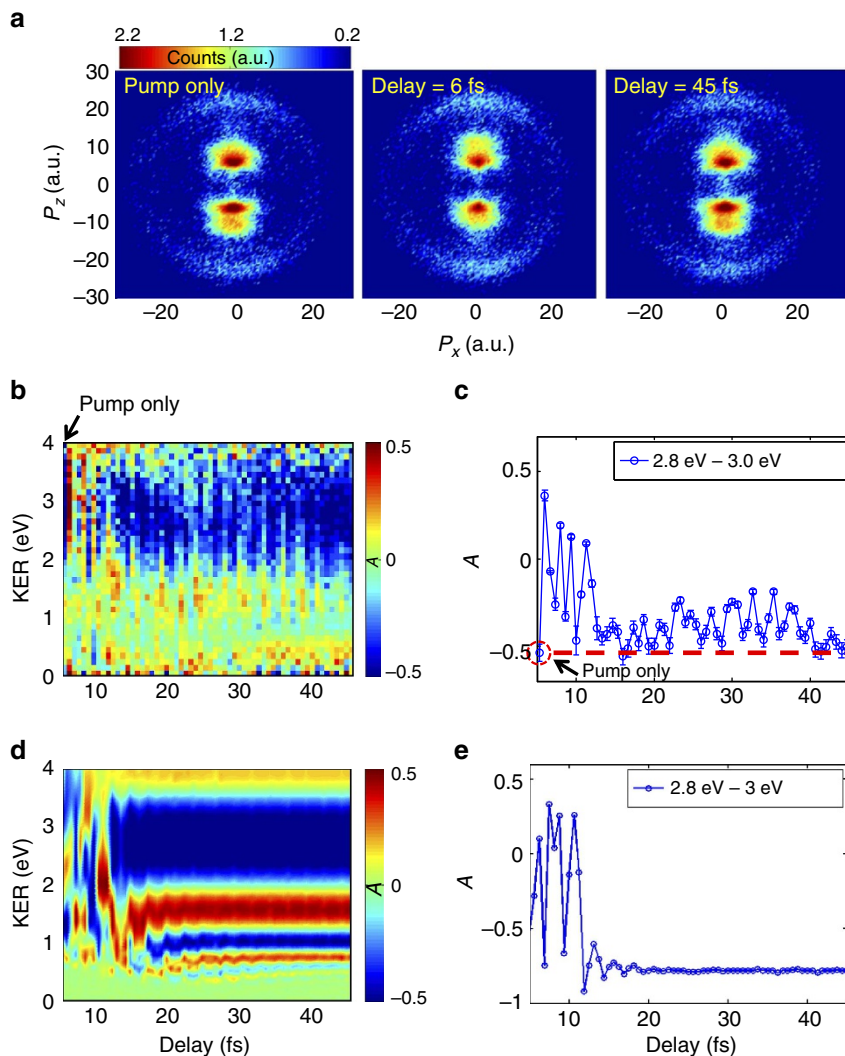 a
2.2 1.2 0.2
Counts (a.u.)
Pump only Delay = 6 fs Delay = 45 fs
30
20
10
0
−10
−20
−30
P_z (a.u.)
−20 0 20 −20 0 20 −20 0 20
P_x (a.u.)
b
Pump only
4
3
2
1
0
KER (eV)
10 20 30 40
0.5
0
−0.5
A
c
2.8 eV – 3.0 eV
0.5
0
−0.5
A
Pump only
10 20 30 40
d
4
3
2
1
0
KER (eV)
10 20 30 40
Delay (fs)
0.5
0
−0.5
A
e
2.8 eV – 3 eV
0.5
0
−0.5
−1
A
10 20 30 40
Delay (fs)